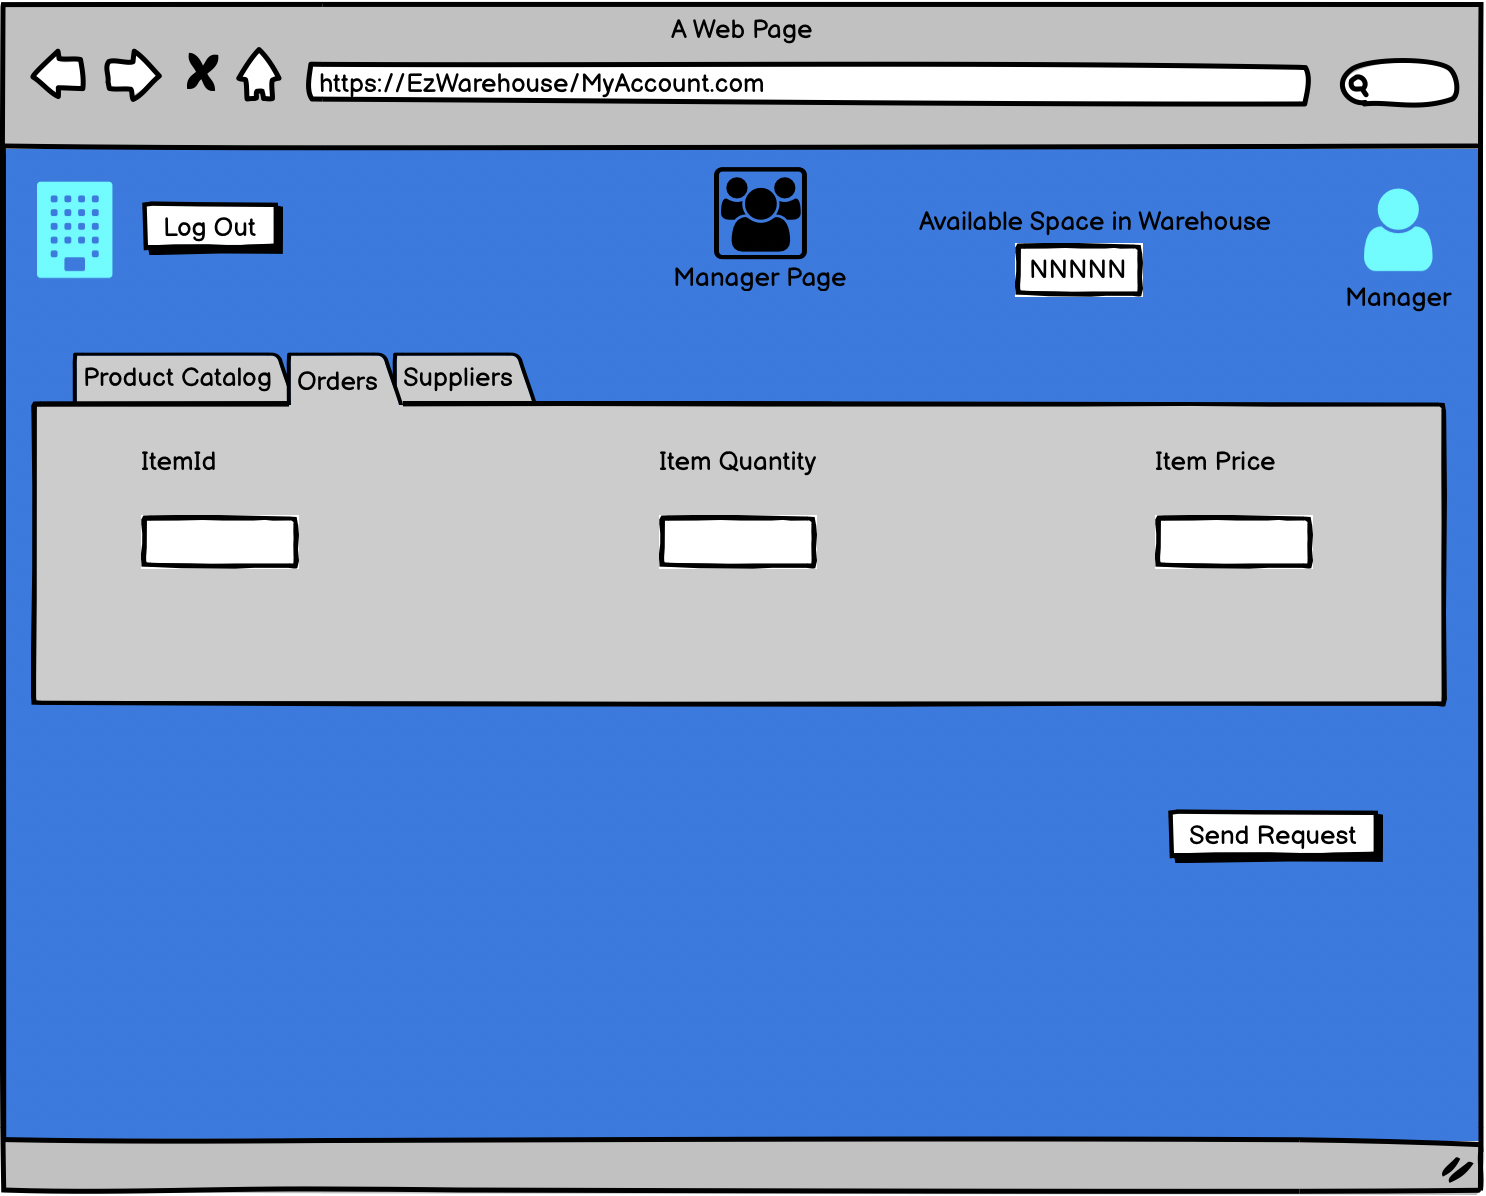 A Web Page
https://EzWarehouse/MyAccount.com
Log Out
Manager Page
Available Space in Warehouse
NNNNN
Manager
Product Catalog
Orders
Suppliers
ItemId
Item Quantity
Item Price
Send Request